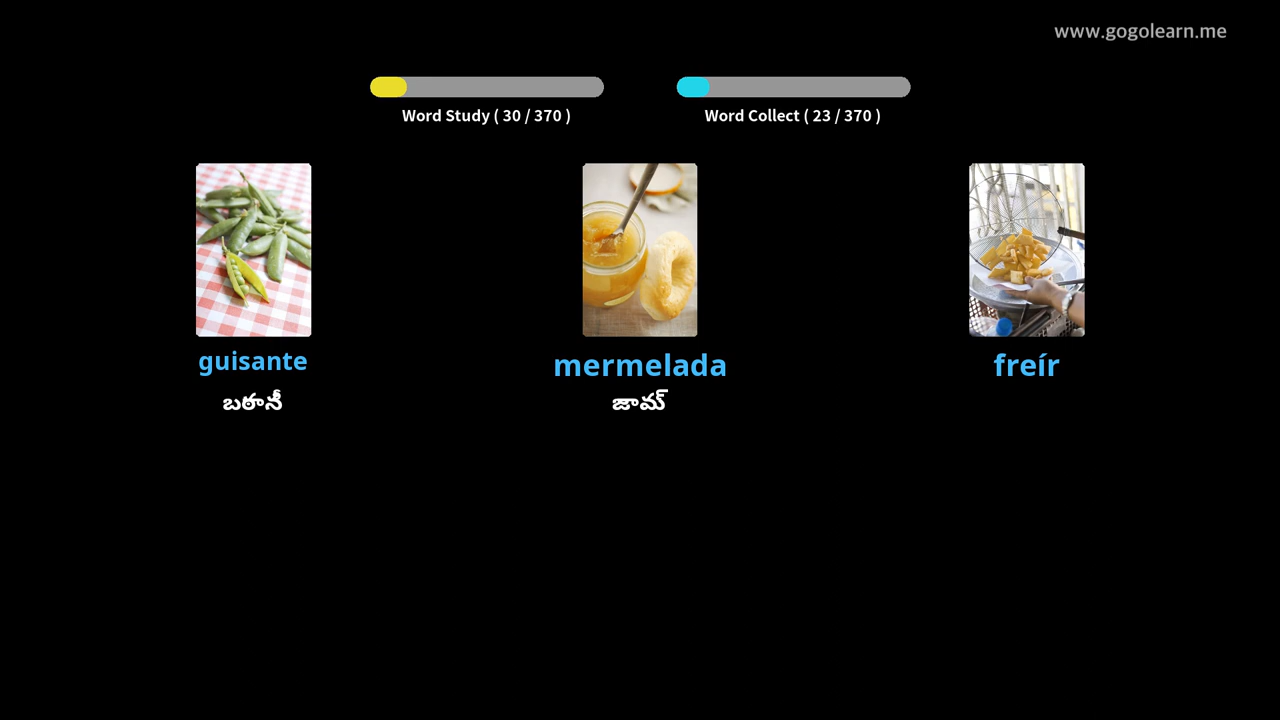 www.gogolearn.me
Word Study ( 30 / 370 )
Word Collect ( 23 / 370 )
guisante
mermelada
freír
బఠానీ
జామ్